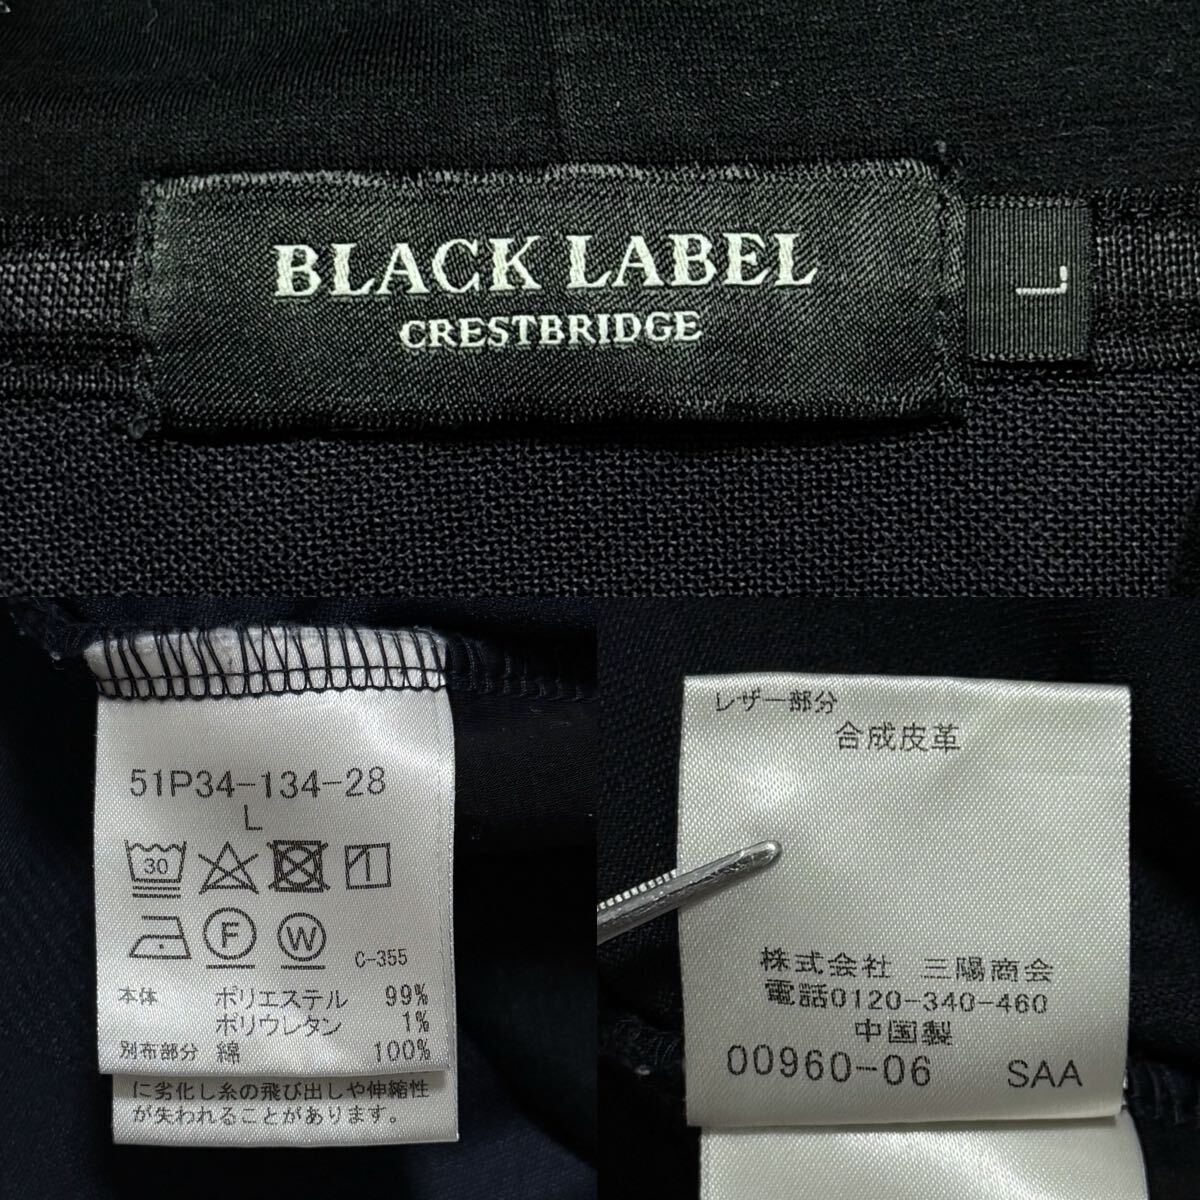 BLACK LABEL
CRESTBRIDGE
L
51P34-134-28
L
30
F
W
C-355
本体 ポリエステル 99%
ポリウレタン 1%
別布部分 綿 100%
に劣化し糸の飛び出しや伸縮性
が失われることがあります。
レザー部分
合成皮革
株式会社 三陽商会
電話0120-340-460
中国製
00960-06 SAA